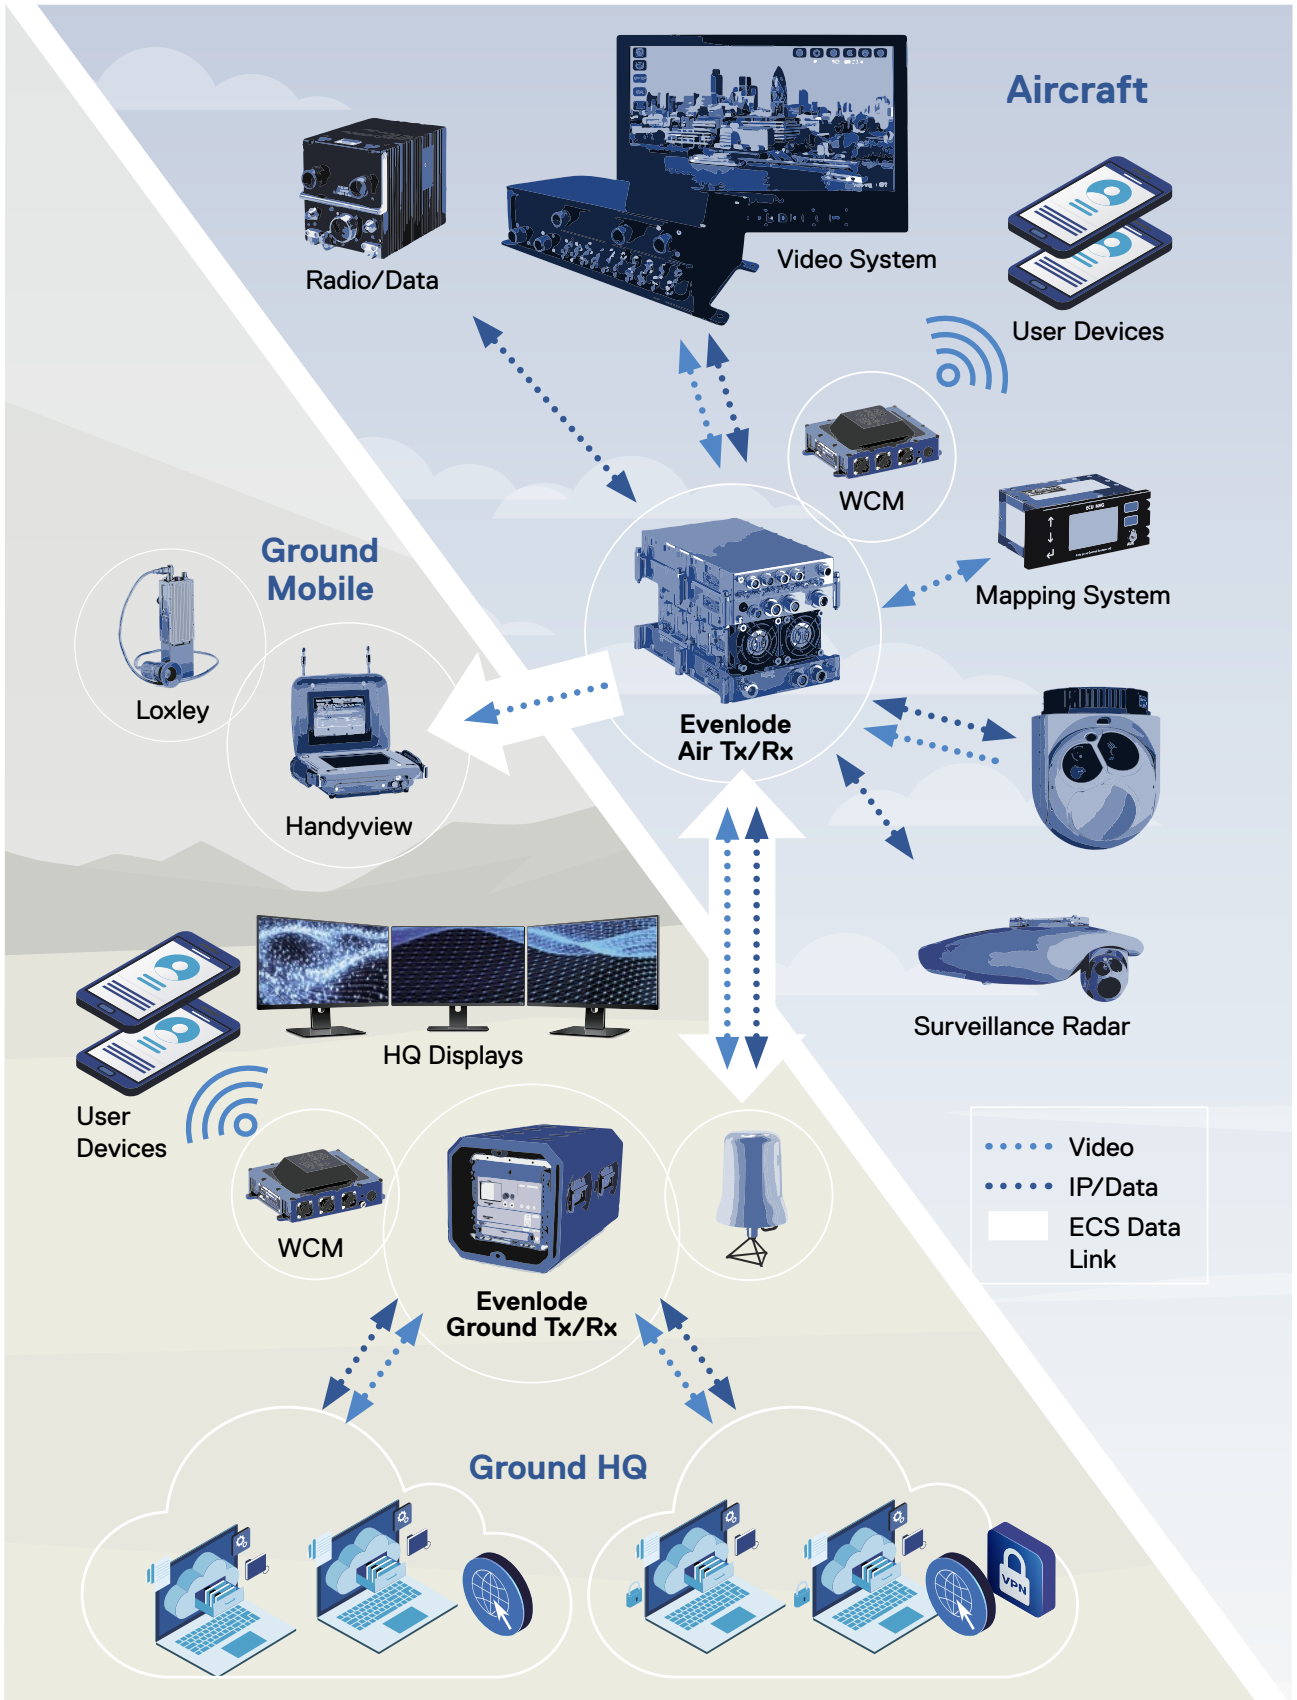 Aircraft
Radio/Data
Video System
User Devices
WCM
ECU
Mapping System
Ground
Mobile
Loxley
Handyview
Evenlode
Air Tx/Rx
HQ Displays
Surveillance Radar
User
Devices
WCM
Video
IP/Data
ECS Data
Link
Evenlode
Ground Tx/Rx
Ground HQ
VPN